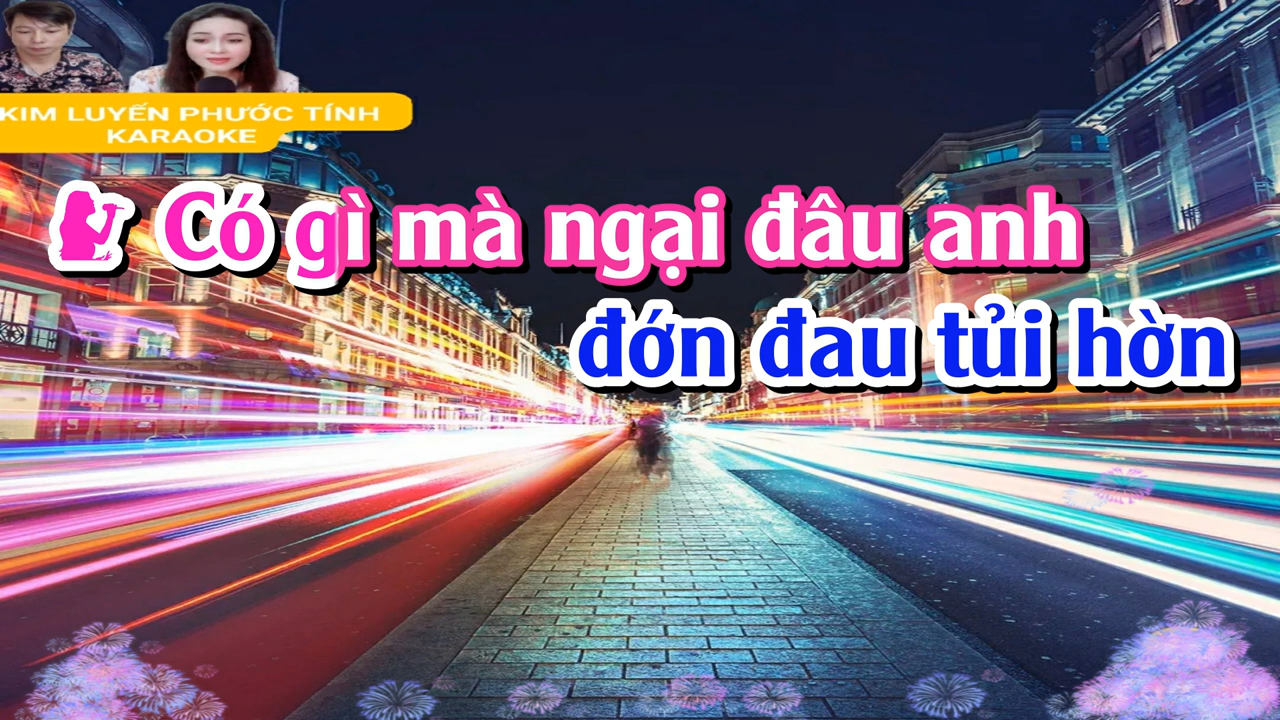 KIM LUYẾN PHƯỚC TÍNH
KARAOKE
Có gì mà ngại đâu anh
đớn đau tủi hờn